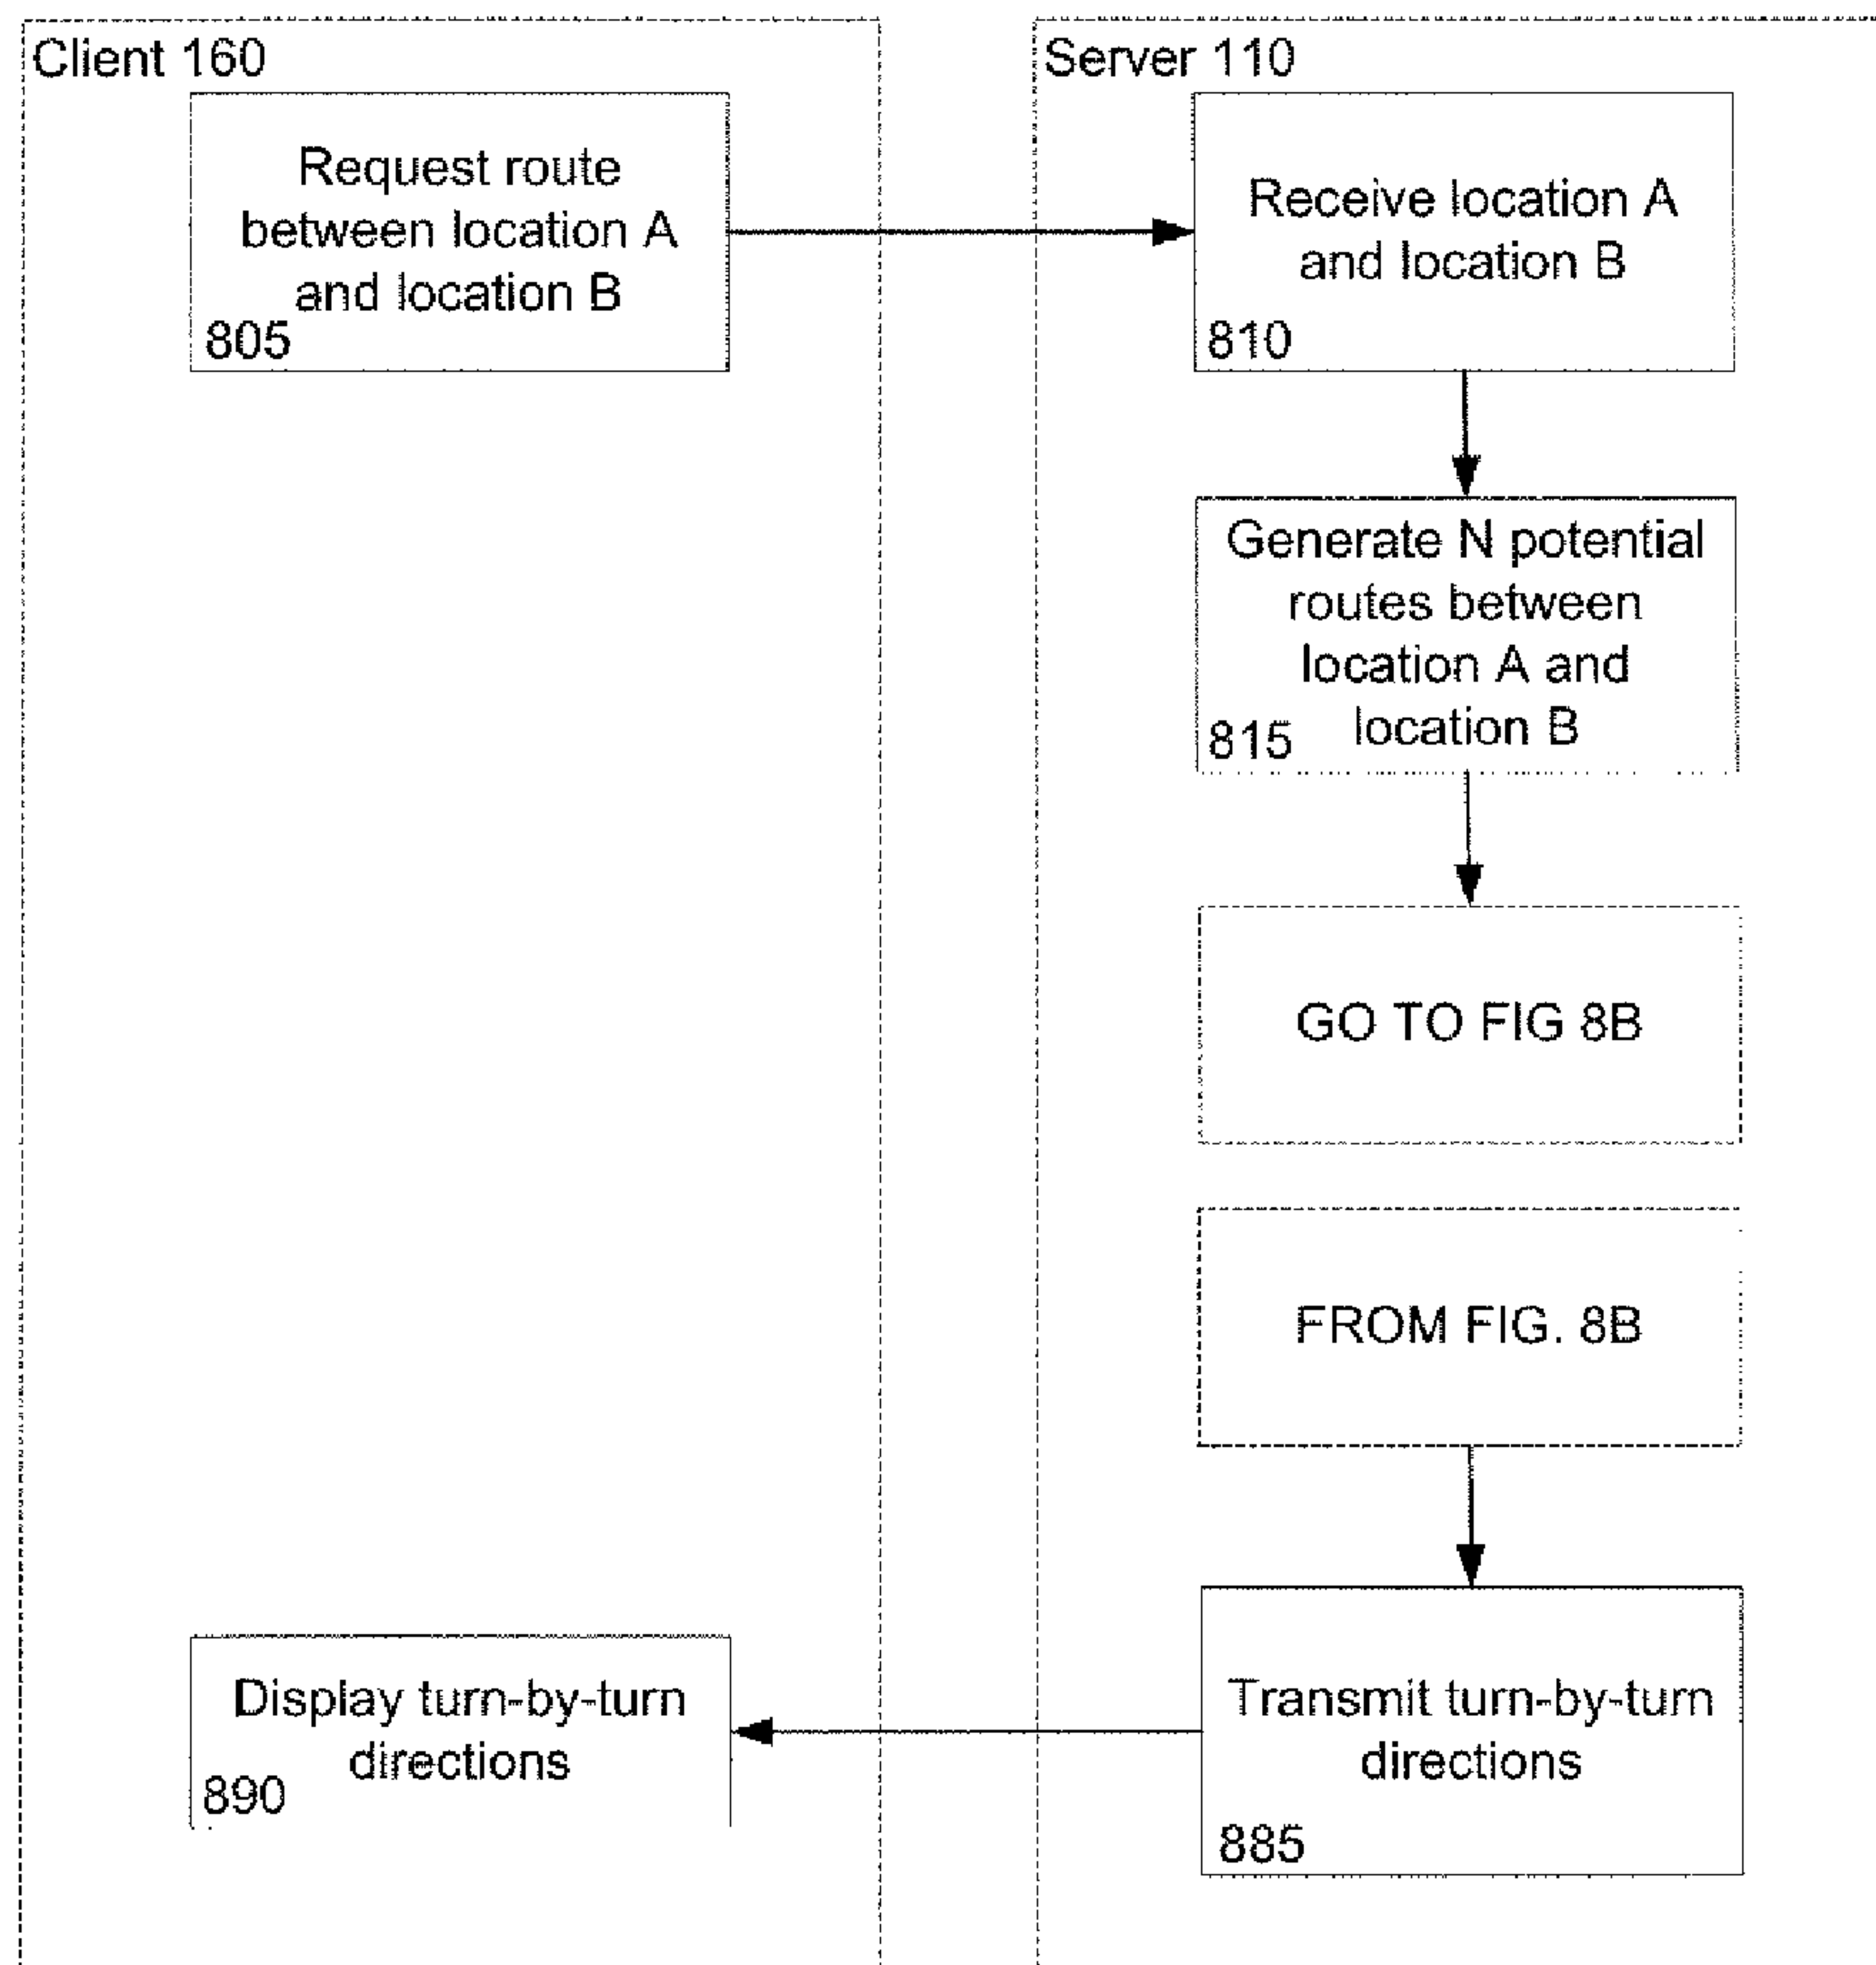 Client 160
Request route
between location A
and location B
805
Server 110
Receive location A
and location B
810
Generate N potential
routes between
location A and
location B
815
GO TO FIG 8B
FROM FIG. 8B
Transmit turn-by-turn
directions
885
Display turn-by-turn
directions
890